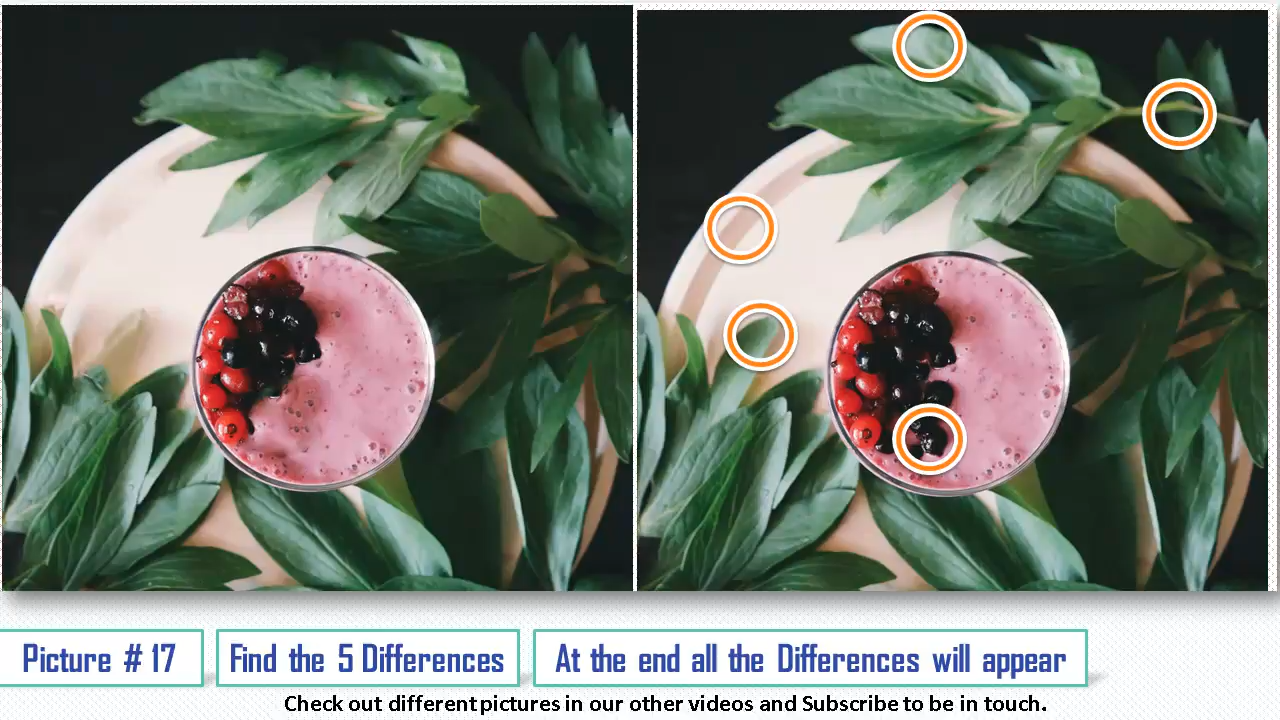 Picture # 17
Find the 5 Differences
At the end all the Differences will appear
Check out different pictures in our other videos and Subscribe to be in touch.